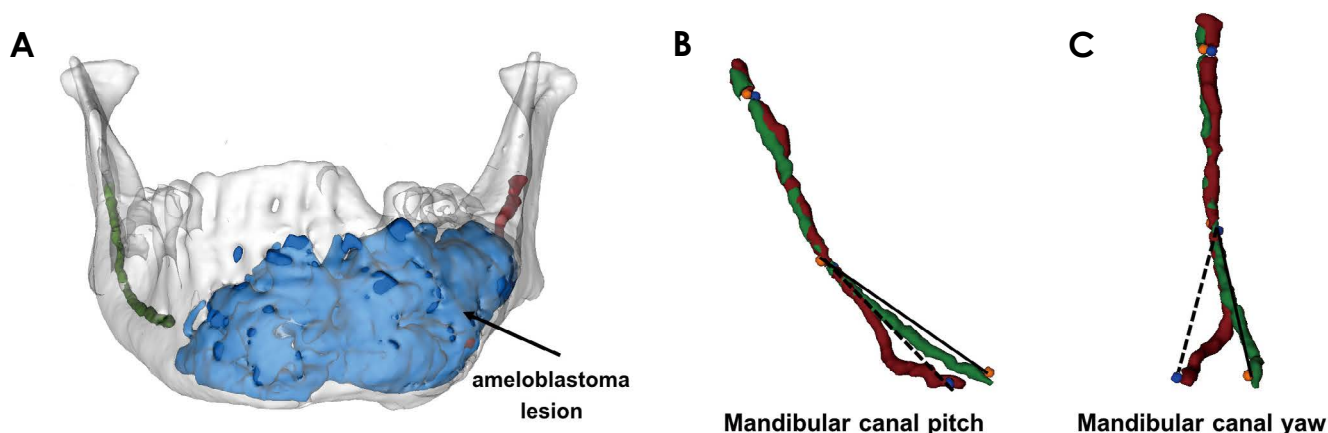 A
B
C
ameloblastoma
lesion
Mandibular canal pitch
Mandibular canal yaw